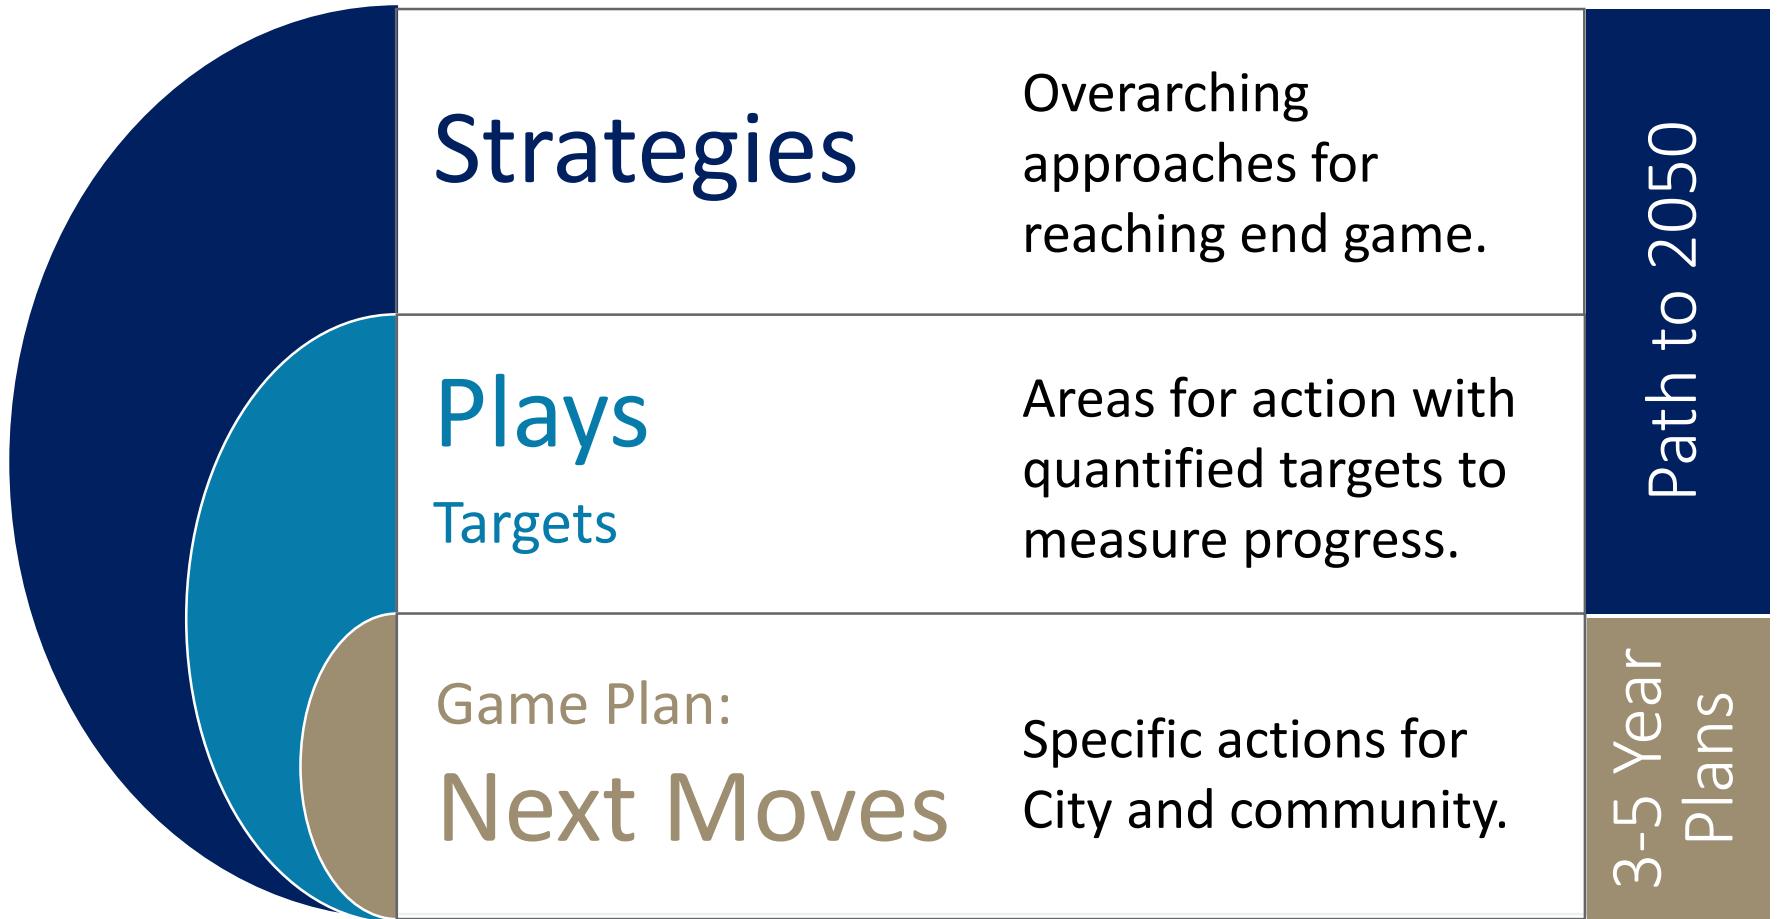 Strategies
Overarching
approaches for
reaching end game.
Plays
Targets
Areas for action with
quantified targets to
measure progress.
Path to 2050
Game Plan:
Next Moves
Specific actions for
City and community.
3-5 Year
Plans